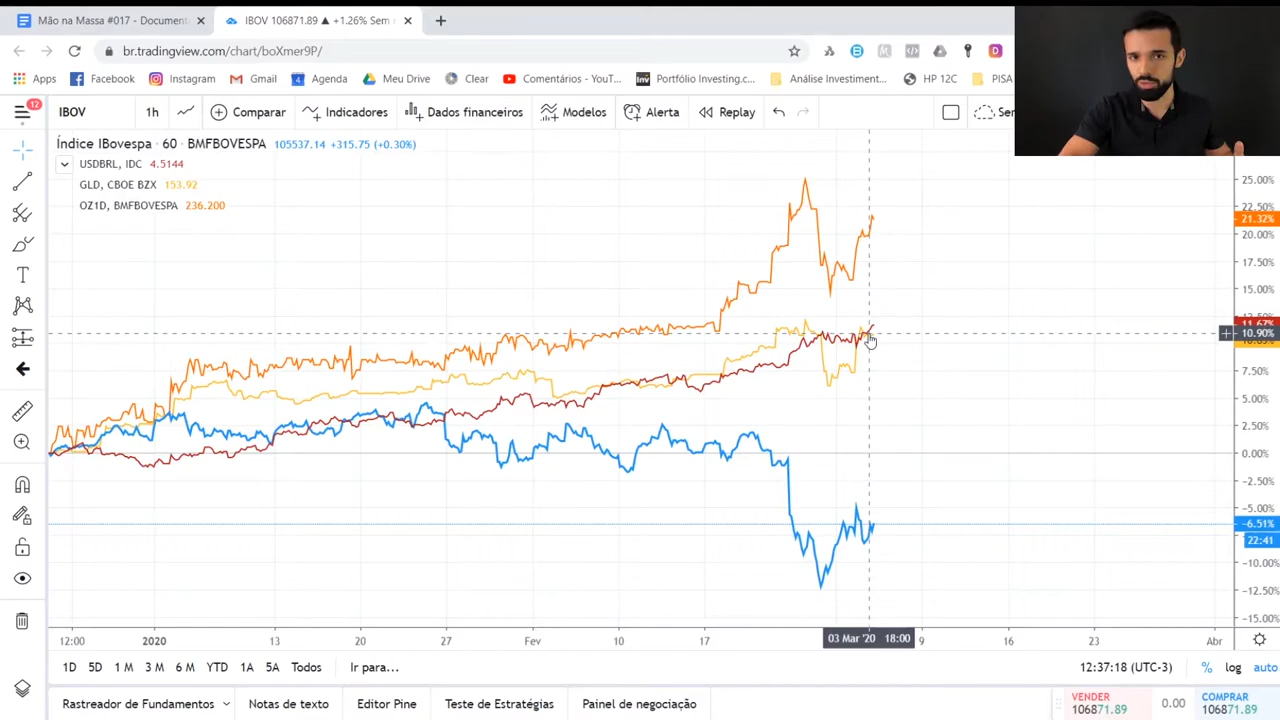 Mão na Massa #017 - Document
IBOV 106871.89 ▲ +1.26% Sem
br.tradingview.com/chart/boXmer9P/
Apps
Facebook
Instagram
Gmail
Agenda
Meu Drive
Clear
Comentários - YouT...
Portfólio Investing.c...
Análise Investiment...
HP 12C
PISA
12
IBOV
1h
Comparar
Indicadores
Dados financeiros
Modelos
Alerta
Replay
Índice IBovespa · 60 · BMFBOVESPA 105537.14 +315.75 (+0.30%)
USDBRL, IDC 4.5144
GLD, CBOE BZX 153.92
OZ1D, BMFBOVESPA 236.200
25.00%
22.50%
21.32%
20.00%
17.50%
15.00%
10.90%
7.50%
5.00%
2.50%
0.00%
-2.50%
-5.00%
-6.51%
22:41
-10.00%
-12.50%
-15.00%
12:00
2020
13
20
27
Fev
10
17
03 Mar '20 18:00
9
16
23
Abr
1D 5D 1 M 3 M 6 M YTD 1A 5A Todos
Ir para...
12:37:18 (UTC-3)
% log auto
Rastreador de Fundamentos
Notas de texto
Editor Pine
Teste de Estratégias
Painel de negociação
VENDER
106871.89
0.00
COMPRAR
106871.89